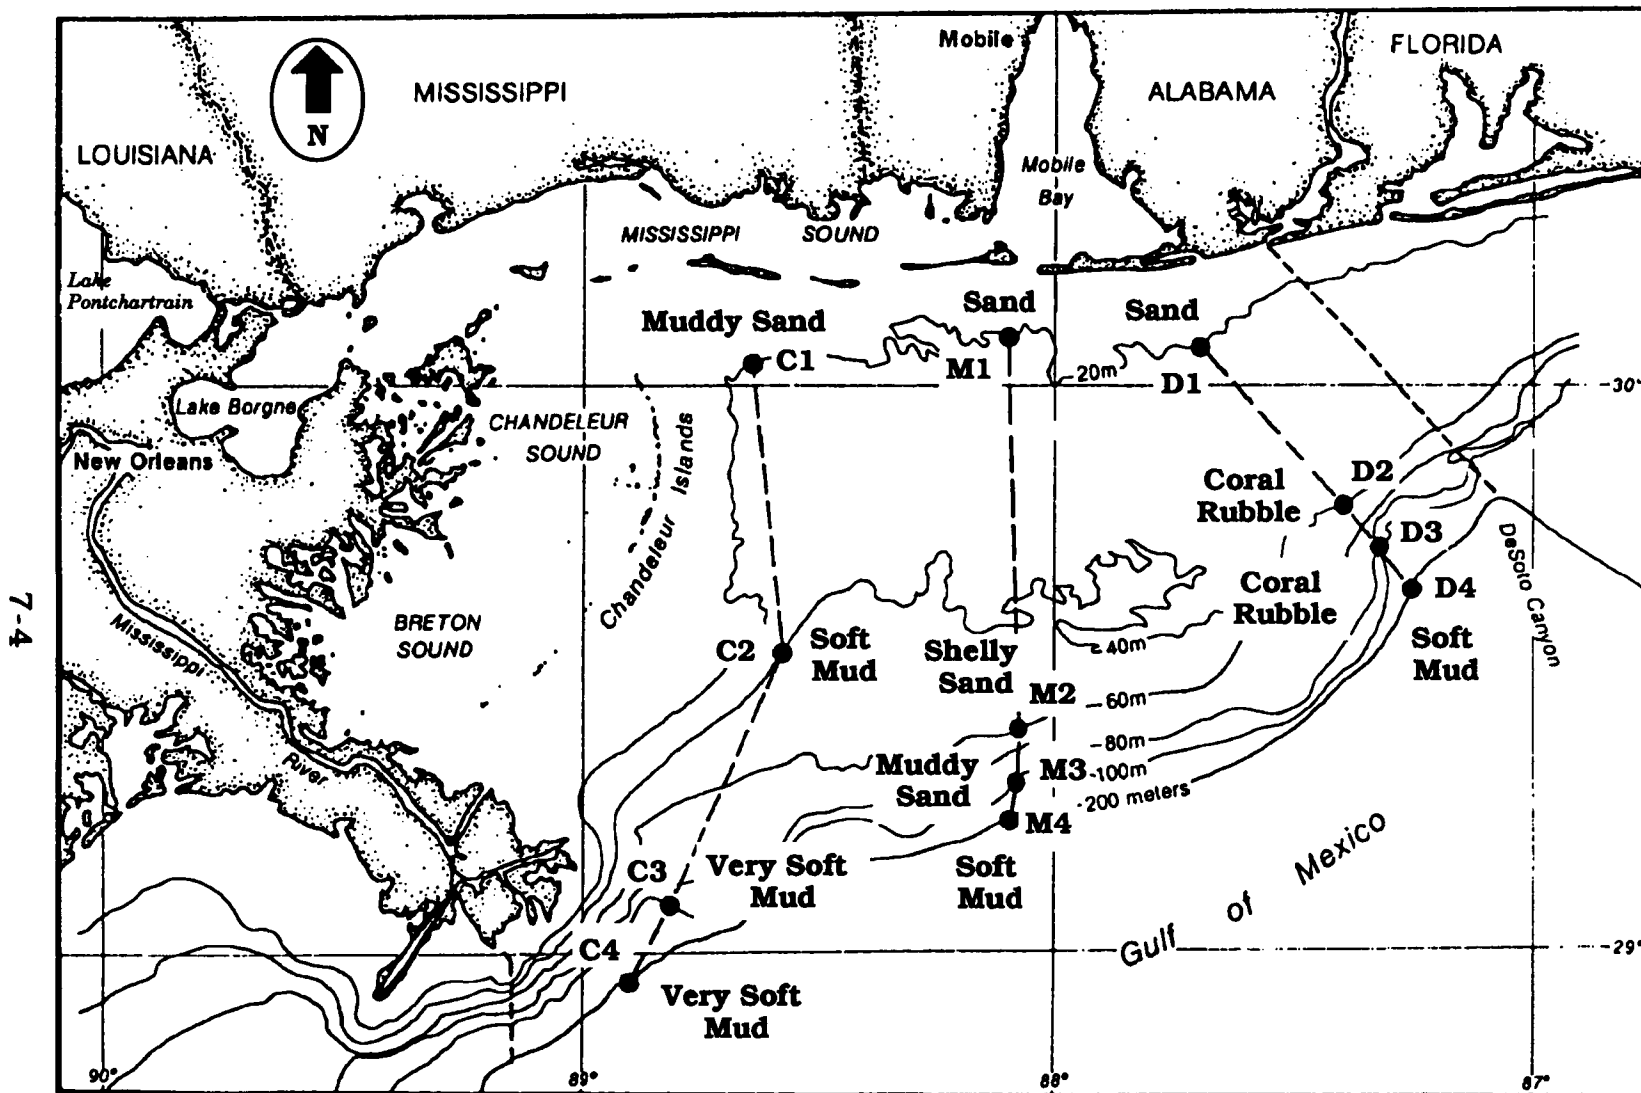 Mobile
FLORIDA
MISSISSIPPI
ALABAMA
N
LOUISIANA
Mobile
Bay
MISSISSIPPI SOUND
Lake
Pontchartrain
Sand
Sand
Muddy Sand
C1
M1
20m
D1
30°
Lake Borgne
CHANDELEUR
SOUND
New Orleans
Chandeleur Islands
Coral
Rubble
D2
D3
DeSoto Canyon
Coral
Rubble
D4
7-4
Mississippi
River
BRETON
SOUND
C2
Soft
Mud
Shelly
Sand
40m
Soft
Mud
M2
60m
80m
Muddy
Sand
M3
100m
200 meters
M4
Gulf of Mexico
C3
Very Soft
Mud
Soft
Mud
C4
29°
Very Soft
Mud
90°
89°
88°
87°